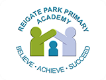 REIGATE PARK PRIMARY
ACADEMY
BELIEVE • ACHIEVE • SUCCEED